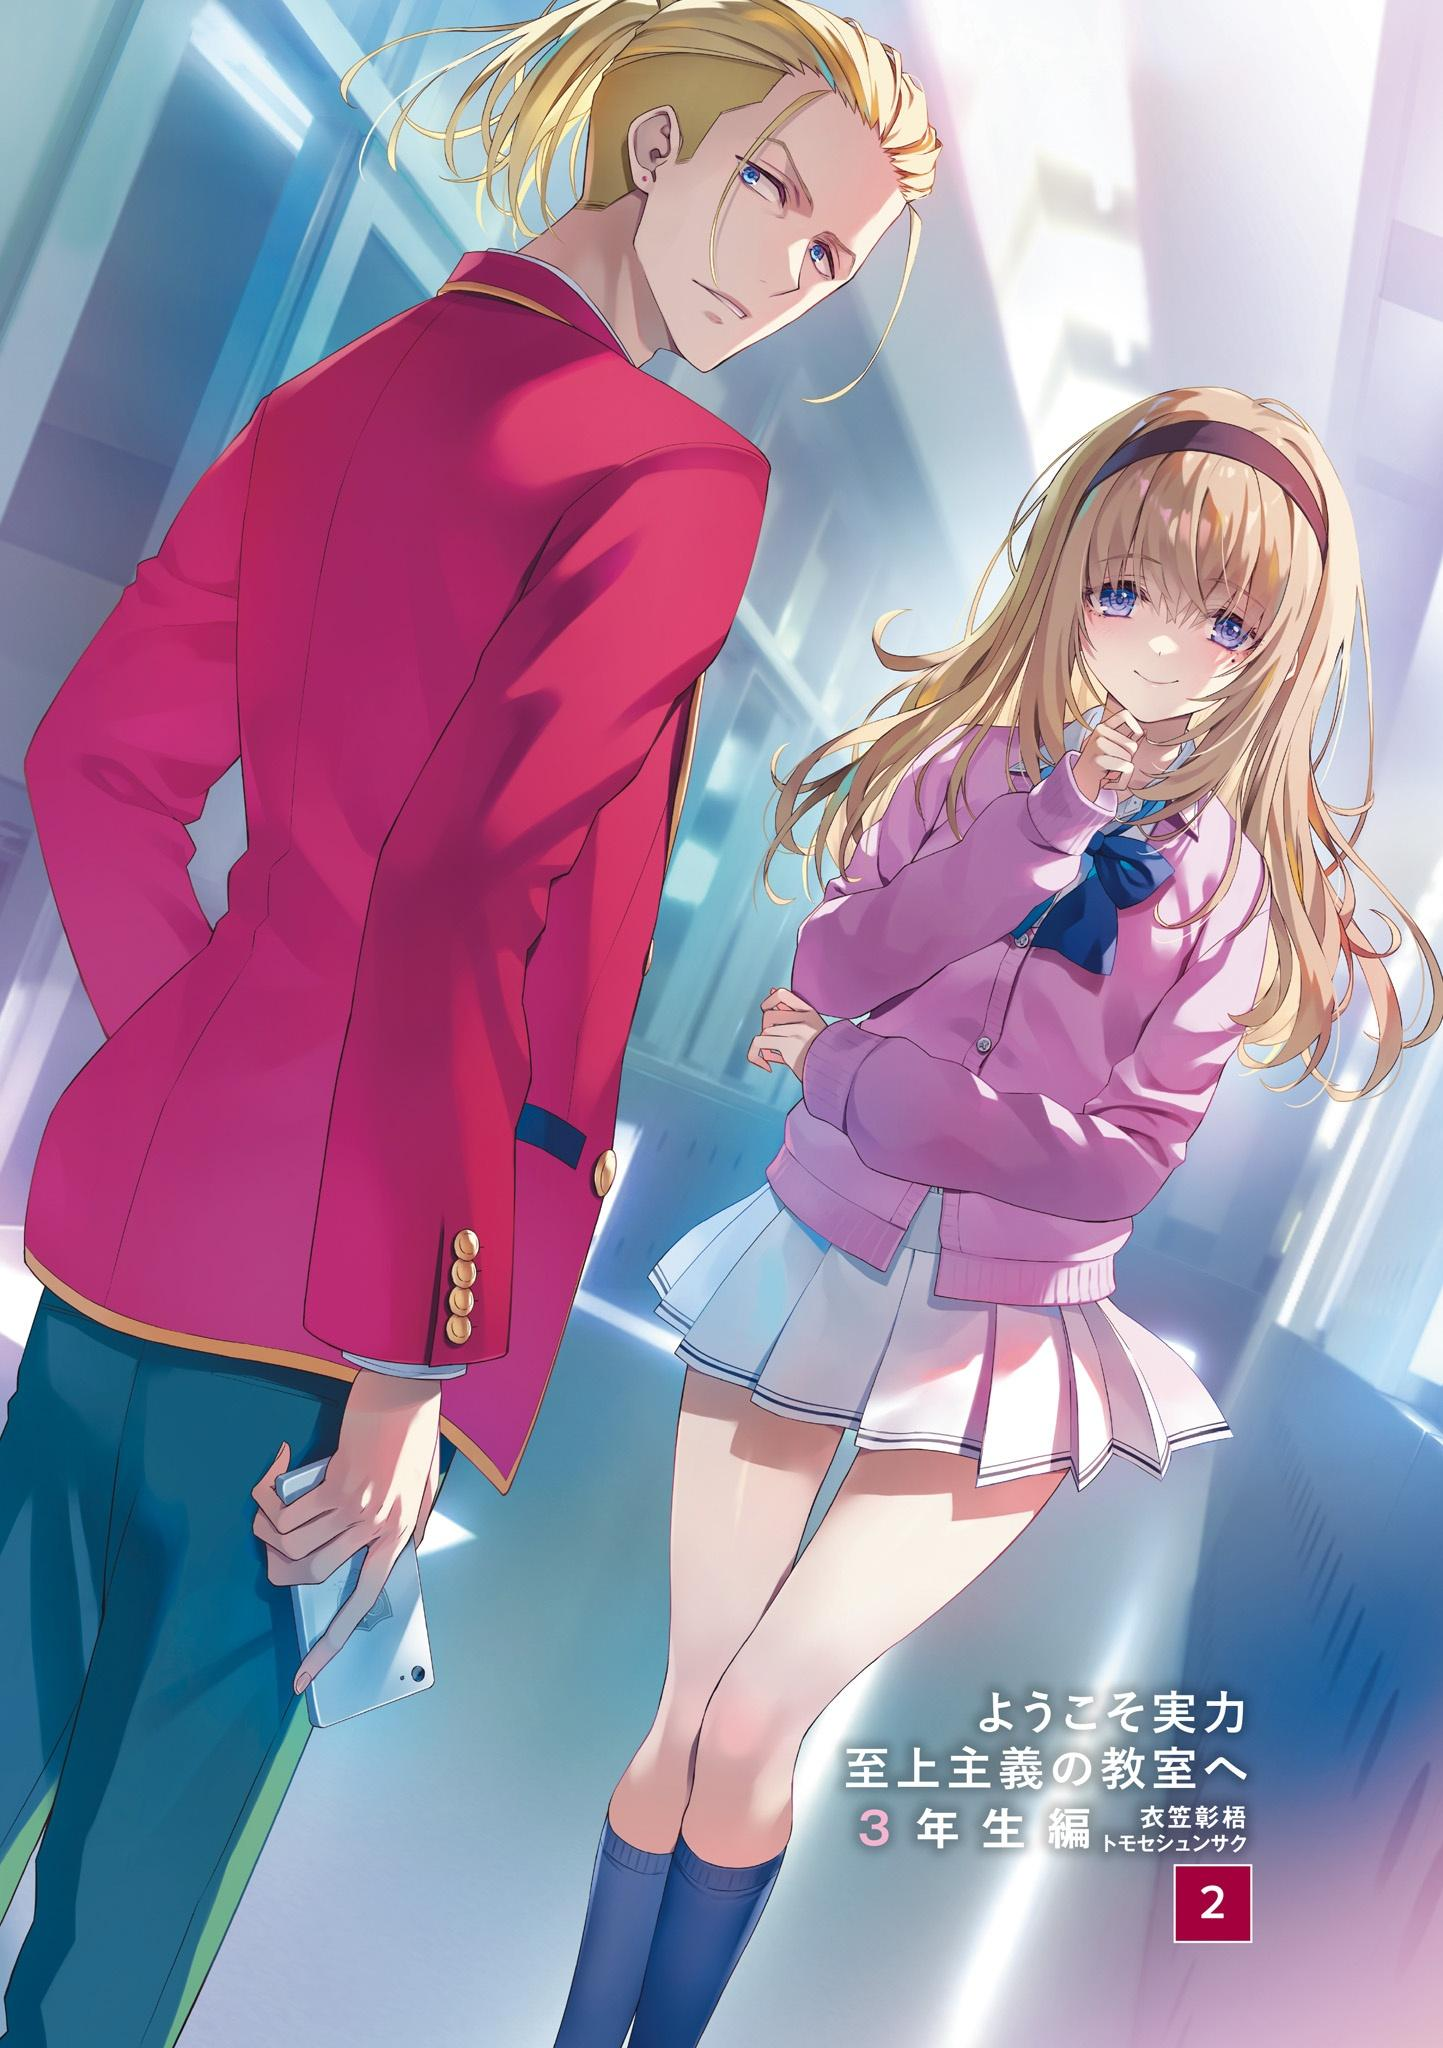 ようこそ実力
至上主義の教室へ
3年生編
衣笠彰梧
トモセシュンサク
2